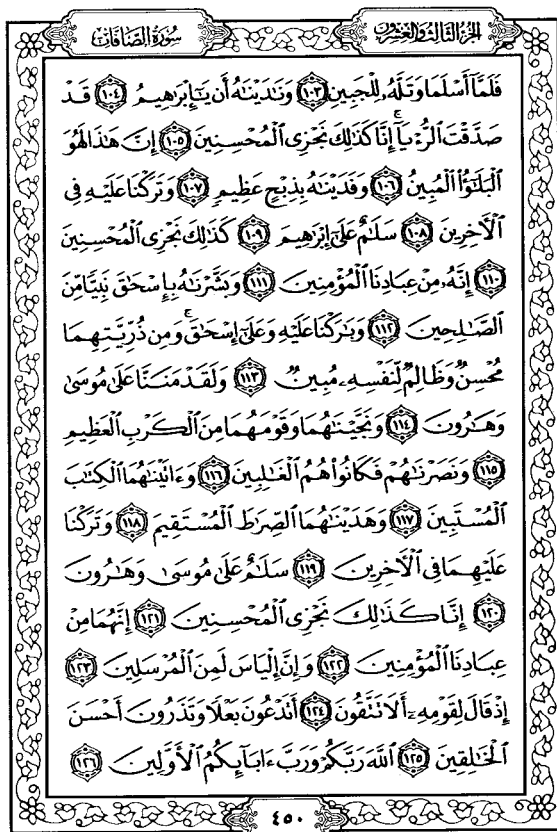 الجزء الثالث والعشرون
سورة الصافات
فَلَمَّآ أَسْلَمَا وَتَلَّهُۥ لِلْجَبِينِ ١٠٣ وَنَٰدَيْنَٰهُ أَن يَٰٓإِبْرَٰهِيمُ ١٠٤ قَدْ
صَدَّقْتَ ٱلرُّءْيَآۚ إِنَّا كَذَٰلِكَ نَجْزِى ٱلْمُحْسِنِينَ ١٠٥ إِنَّ هَٰذَا لَهُوَ
ٱلْبَلَٰٓؤُا۟ ٱلْمُبِينُ ١٠٦ وَفَدَيْنَٰهُ بِذِبْحٍ عَظِيمٍ ١٠٧ وَتَرَكْنَا عَلَيْهِ فِى
ٱلْءَاخِرِينَ ١٠٨ سَلَٰمٌ عَلَىٰٓ إِبْرَٰهِيمَ ١٠٩ كَذَٰلِكَ نَجْزِى ٱلْمُحْسِنِينَ
١١٠ إِنَّهُۥ مِنْ عِبَادِنَا ٱلْمُؤْمِنِينَ ١١١ وَبَشَّرْنَٰهُ بِإِسْحَٰقَ نَبِيًّا مِّنَ
ٱلصَّٰلِحِينَ ١١٢ وَبَٰرَكْنَا عَلَيْهِ وَعَلَىٰٓ إِسْحَٰقَۚ وَمِن ذُرِّيَّتِهِمَا
مُحْسِنٌ وَظَالِمٌ لِّنَفْسِهِۦ مُبِينٌ ١١٣ وَلَقَدْ مَنَنَّا عَلَىٰ مُوسَىٰ
وَهَٰرُونَ ١١٤ وَنَجَّيْنَٰهُمَا وَقَوْمَهُمَا مِنَ ٱلْكَرْبِ ٱلْعَظِيمِ
١١٥ وَنَصَرْنَٰهُمْ فَكَانُوا۟ هُمُ ٱلْغَٰلِبِينَ ١١٦ وَءَاتَيْنَٰهُمَا ٱلْكِتَٰبَ
ٱلْمُسْتَبِينَ ١١٧ وَهَدَيْنَٰهُمَا ٱلصِّرَٰطَ ٱلْمُسْتَقِيمَ ١١٨ وَتَرَكْنَا
عَلَيْهِمَا فِى ٱلْءَاخِرِينَ ١١٩ سَلَٰمٌ عَلَىٰ مُوسَىٰ وَهَٰرُونَ
١٢٠ إِنَّا كَذَٰلِكَ نَجْزِى ٱلْمُحْسِنِينَ ١٢١ إِنَّهُمَا مِنْ
عِبَادِنَا ٱلْمُؤْمِنِينَ ١٢٢ وَإِنَّ إِلْيَاسَ لَمِنَ ٱلْمُرْسَلِينَ ١٢٣
إِذْ قَالَ لِقَوْمِهِۦٓ أَلَا تَتَّقُونَ ١٢٤ أَتَدْعُونَ بَعْلًا وَتَذَرُونَ أَحْسَنَ
ٱلْخَٰلِقِينَ ١٢٥ ٱللَّهَ رَبَّكُمْ وَرَبَّ ءَابَآئِكُمُ ٱلْأَوَّلِينَ ١٢٦
٤٥٠